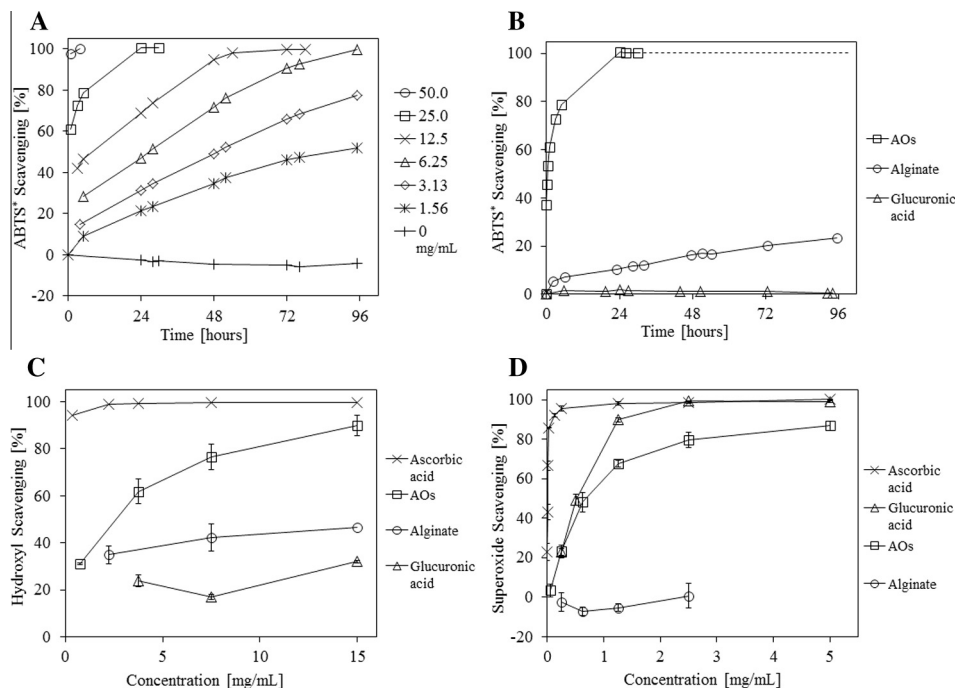 A
ABTS* Scavenging [%]
100
80
60
40
20
0
-20
0 24 48 72 96
Time [hours]
50.0
25.0
12.5
6.25
3.13
1.56
0
mg/mL
B
ABTS* Scavenging [%]
100
80
60
40
20
0
0 24 48 72 96
Time [hours]
AOs
Alginate
Glucuronic
acid
C
Hydroxyl Scavenging [%]
100
80
60
40
20
0
0 5 10 15
Concentration [mg/mL]
Ascorbic
acid
AOs
Alginate
Glucuronic
acid
D
Superoxide Scavenging [%]
100
80
60
40
20
0
-20
0 1 2 3 4 5
Concentration [mg/mL]
Ascorbic
acid
Glucuronic
acid
AOs
Alginate